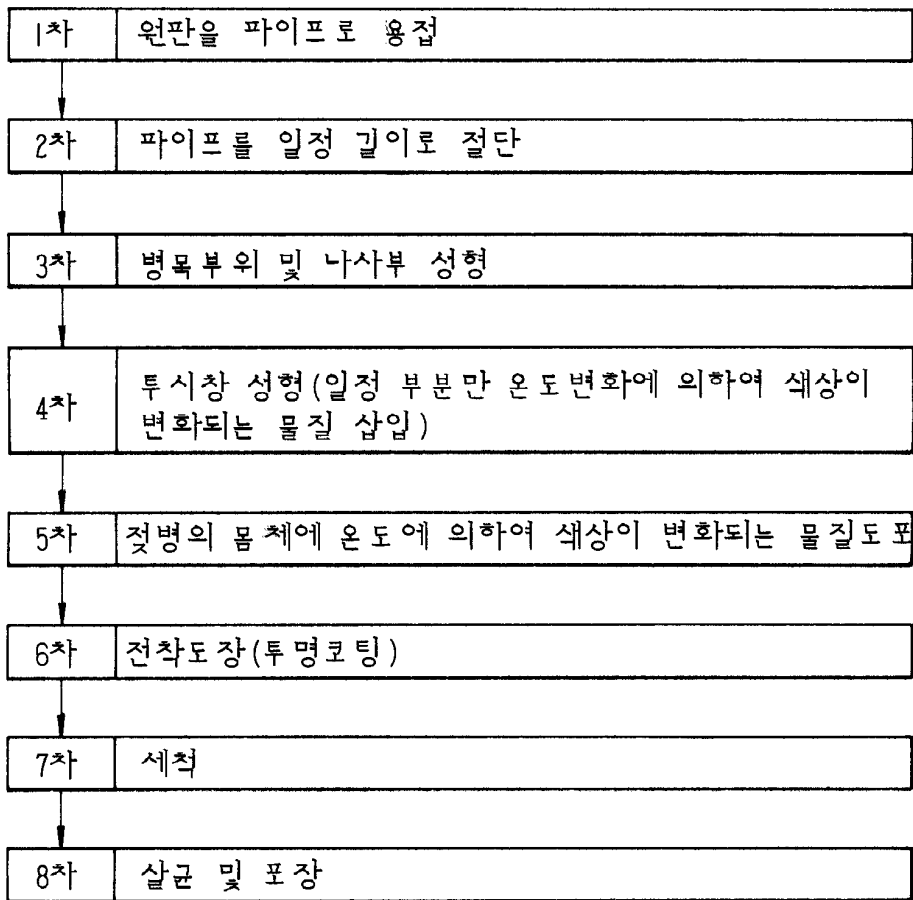 1차 원판을 파이프로 용접
2차 파이프를 일정 길이로 절단
3차 병목부위 및 나사부 성형
4차 투시창 성형(일정 부분만 온도변화에 의하여 색상이
변화되는 물질 삽입)
5차 젖병의 몸체에 온도에 의하여 색상이 변화되는 물질도포
6차 전착도장(투명코팅)
7차 세척
8차 살균 및 포장